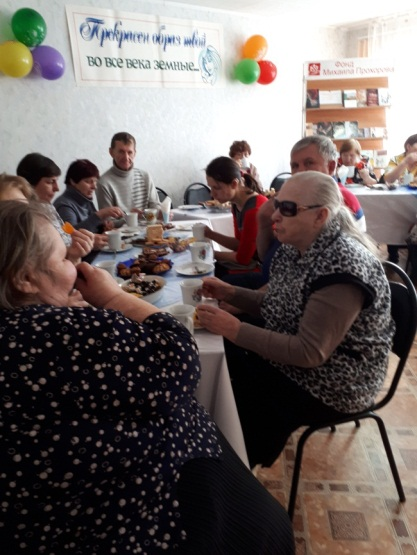 Прекрасен образ твой
во все века земные...
Фонд
Михаила Прохорова